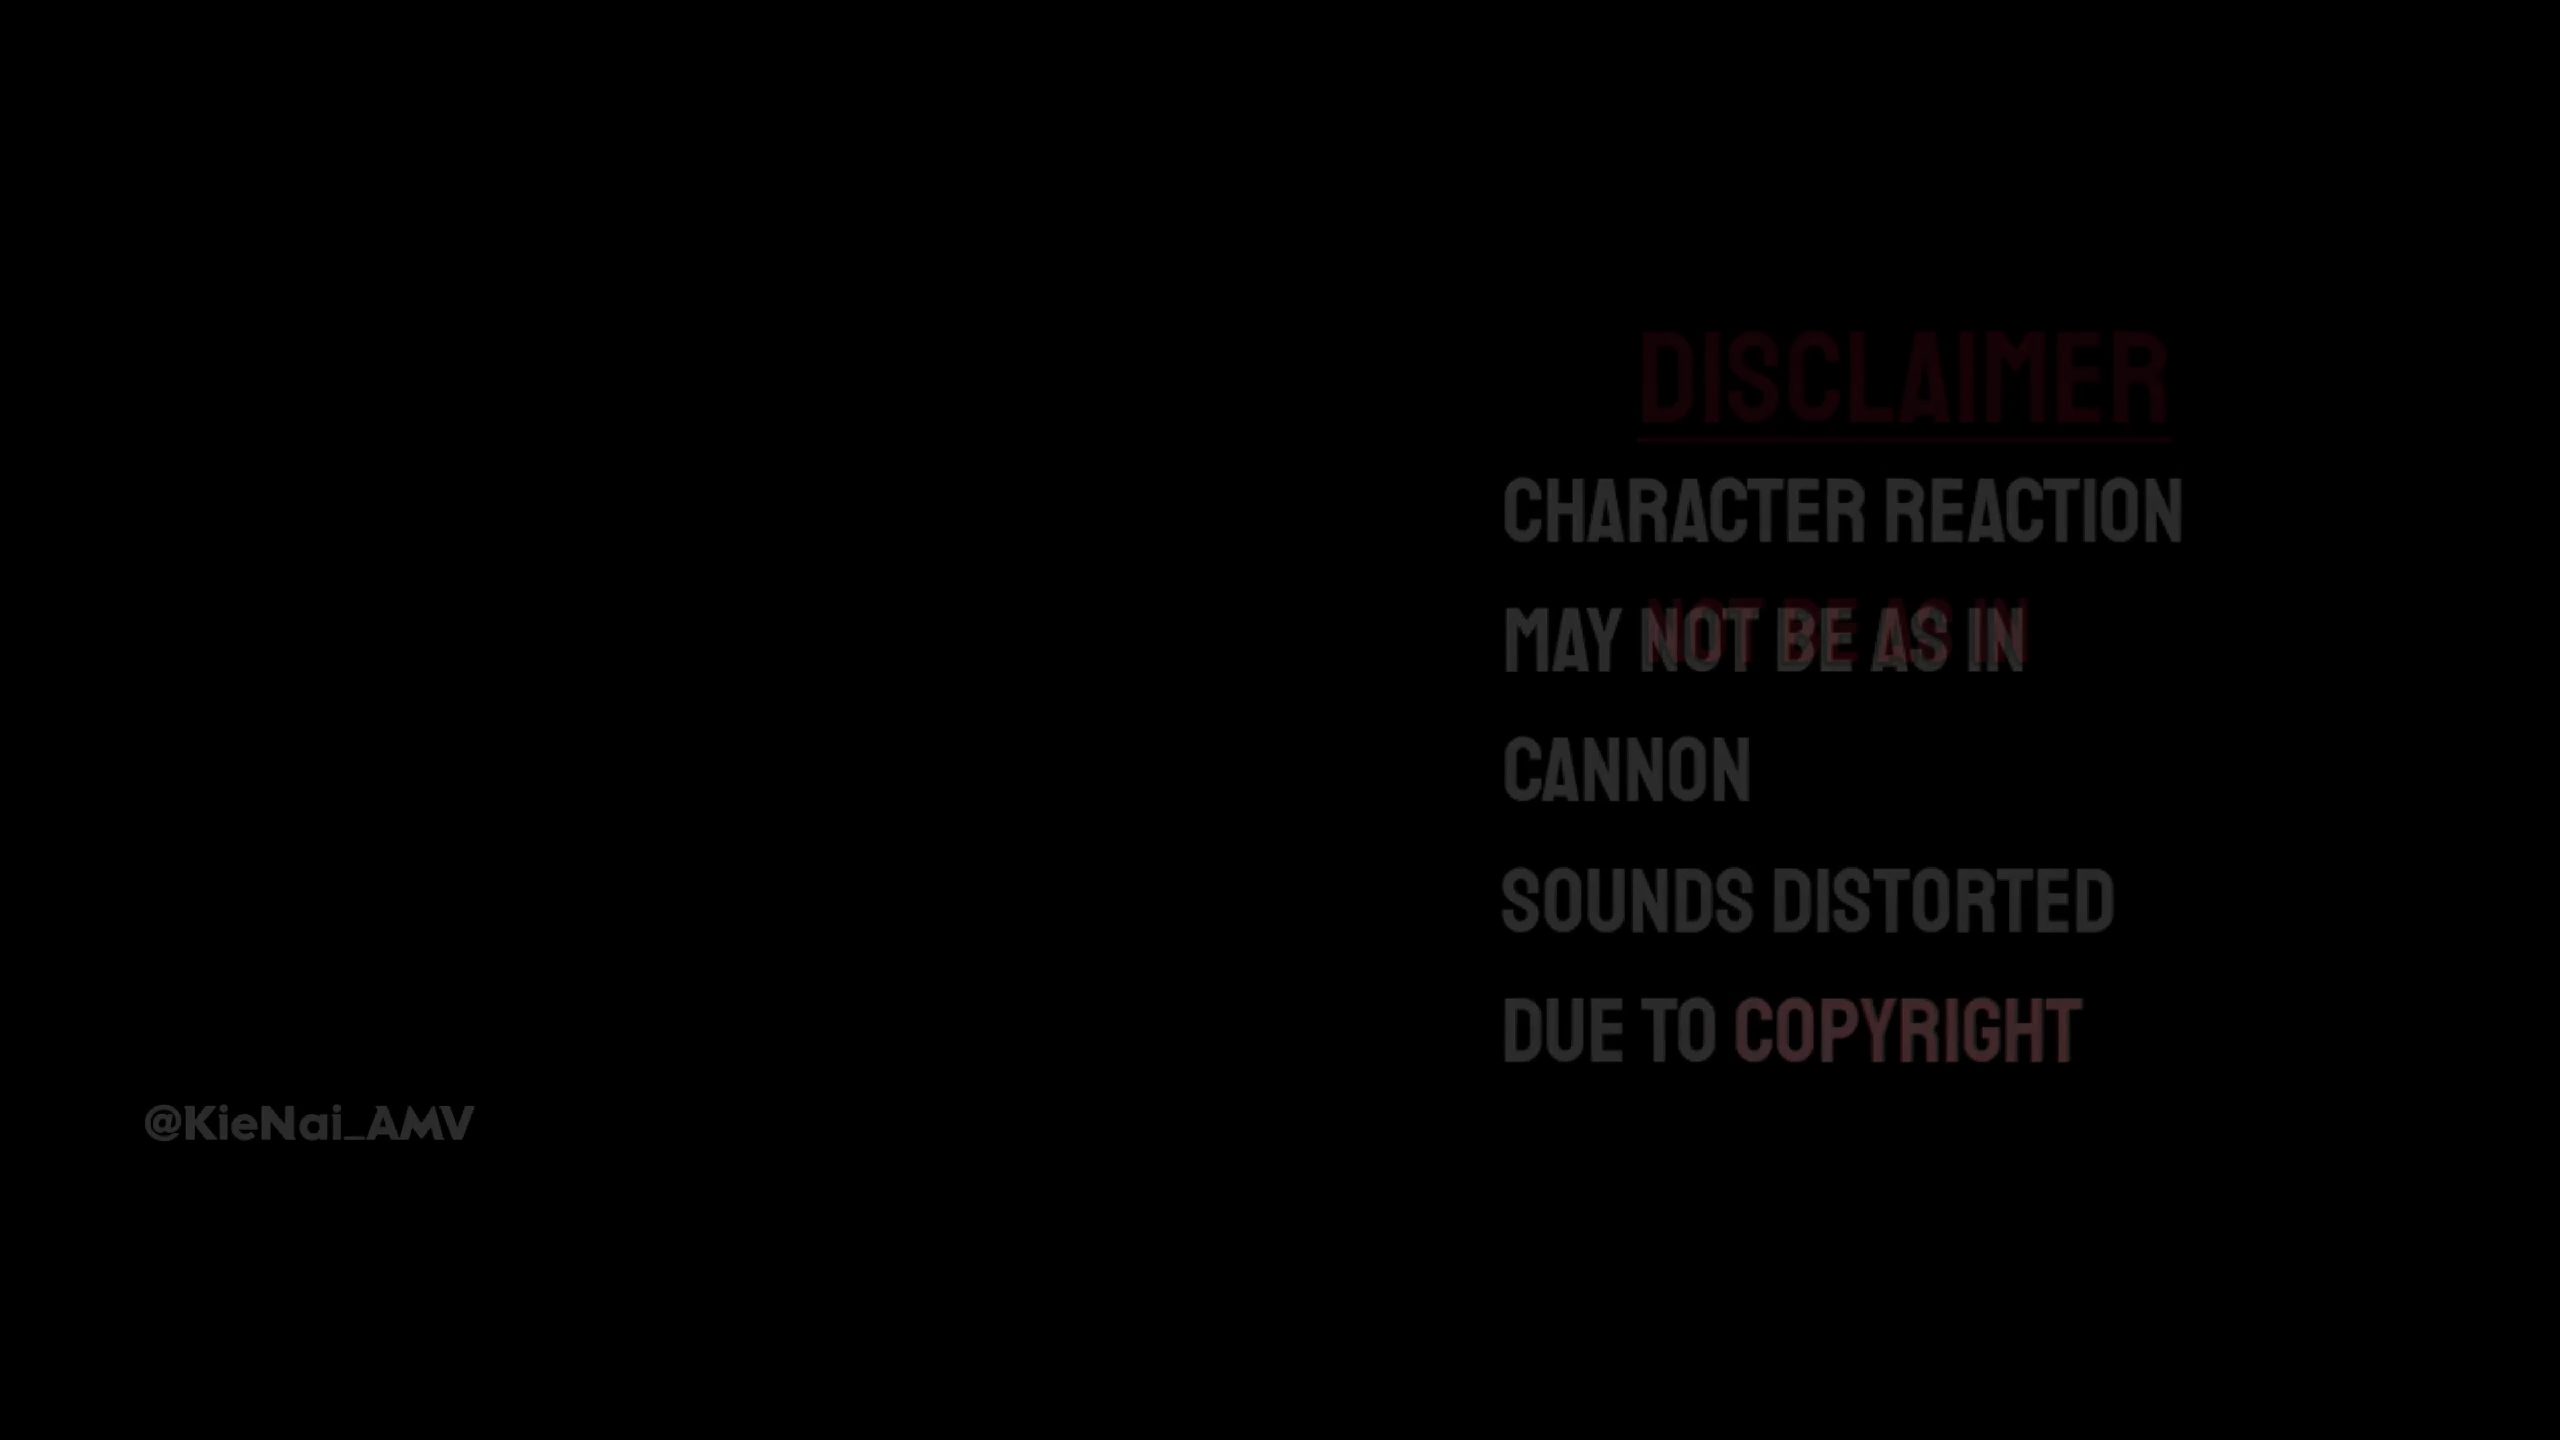 DISCLAIMER
CHARACTER REACTION
MAY NOT BE AS IN
CANNON
SOUNDS DISTORTED
DUE TO COPYRIGHT
@KieNai_AMV